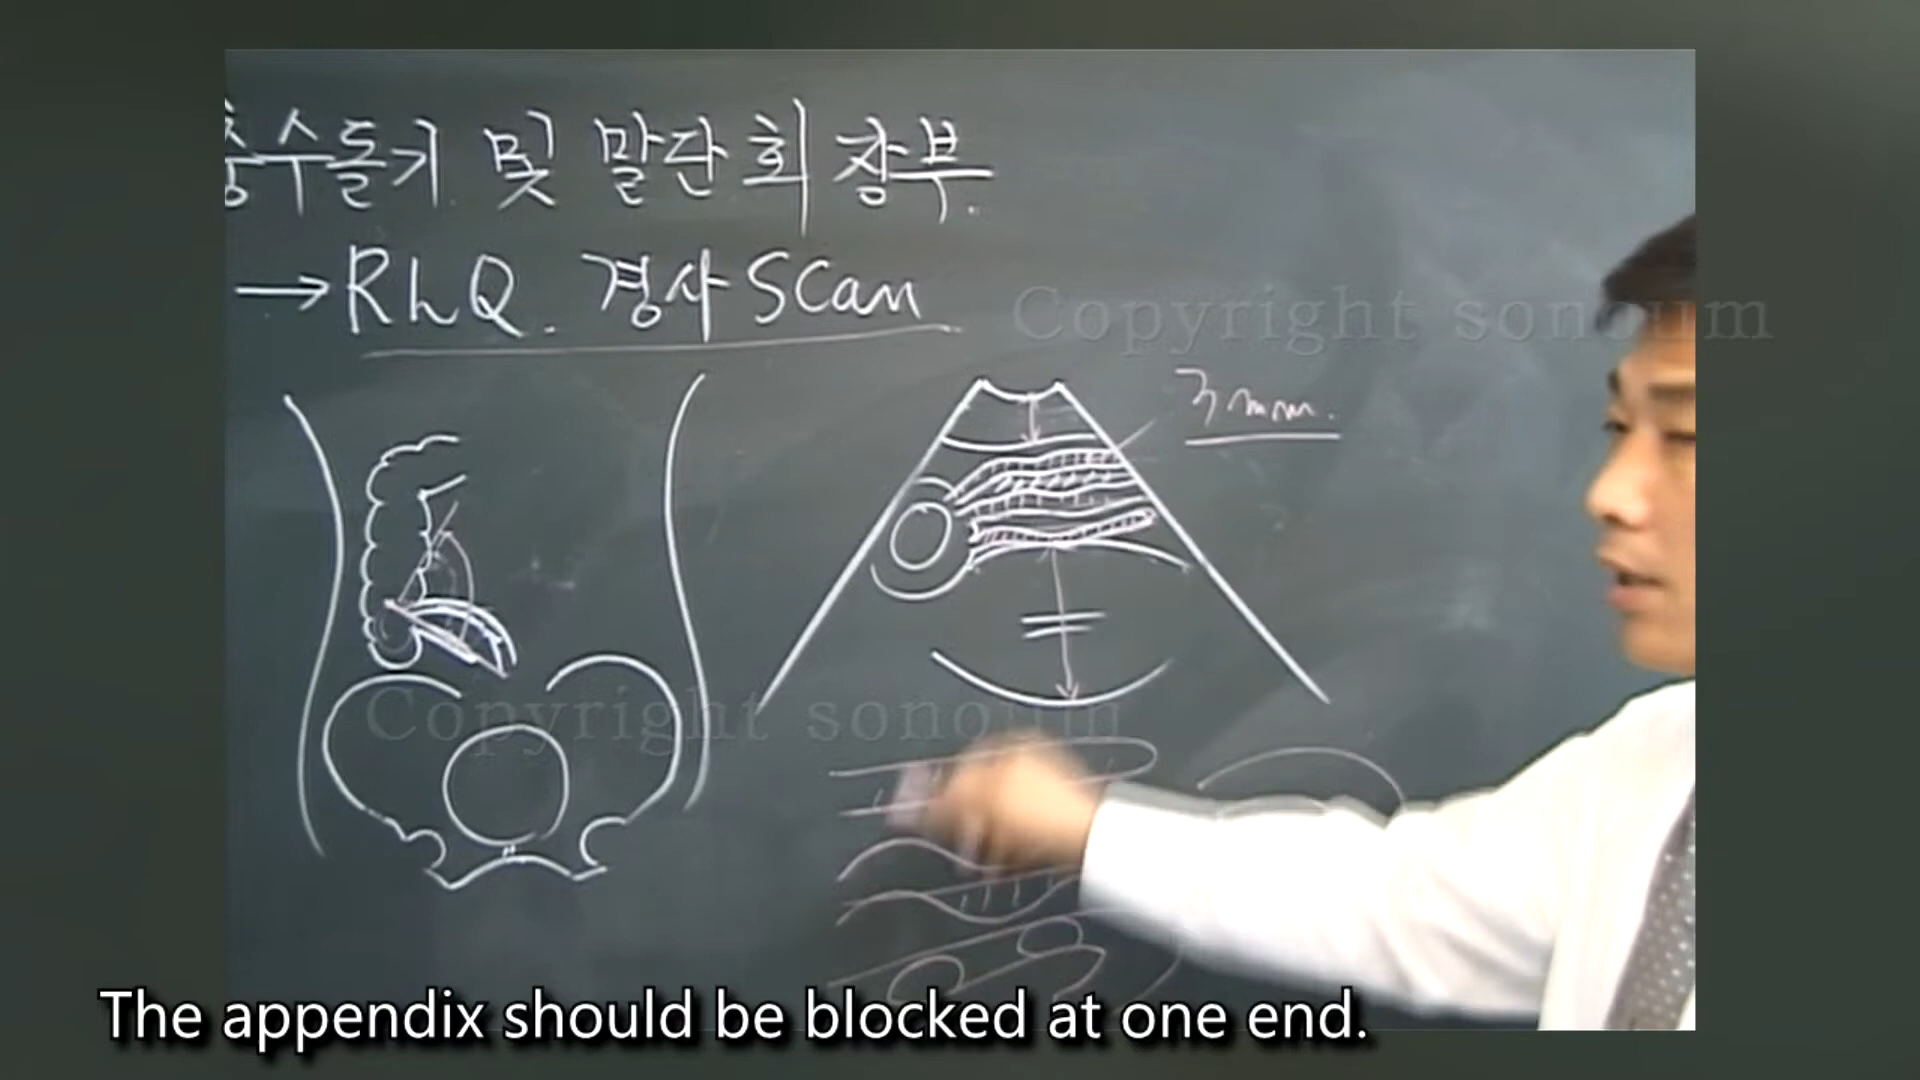 충수돌기 및 말단회장부.
→ RLQ. 경사 SCan
3mm.
Copyright sonoum
Copyright sonoum
The appendix should be blocked at one end.